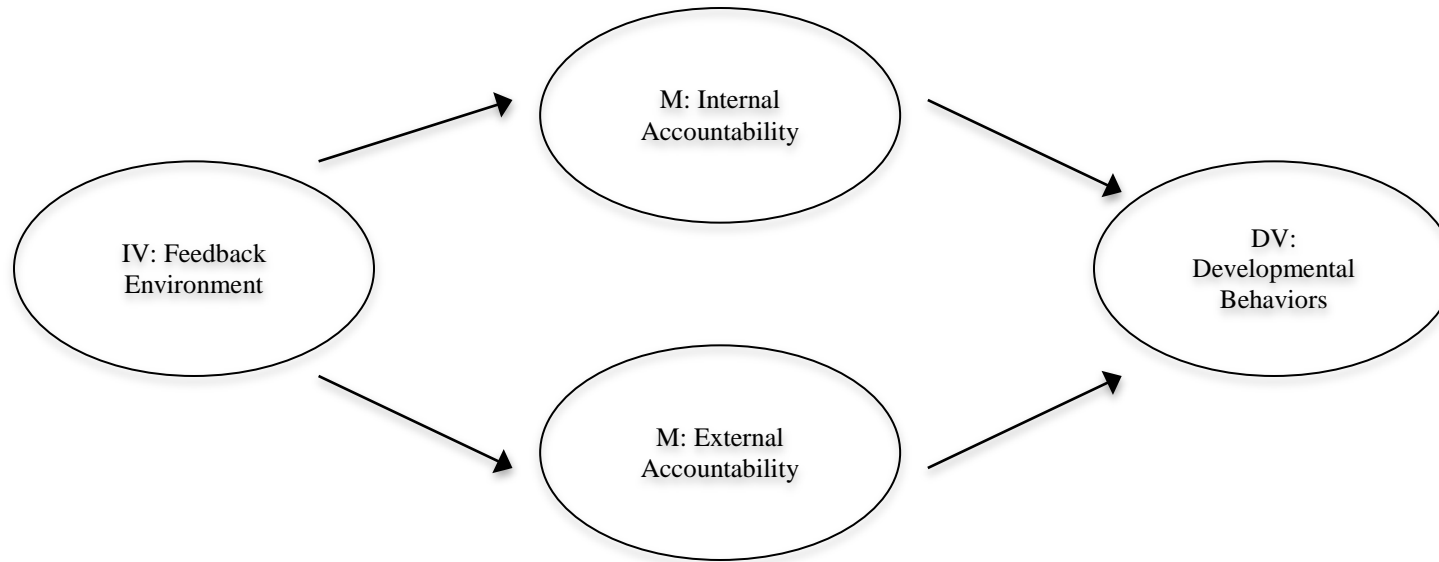 M: Internal
Accountability
IV: Feedback
Environment
DV:
Developmental
Behaviors
M: External
Accountability